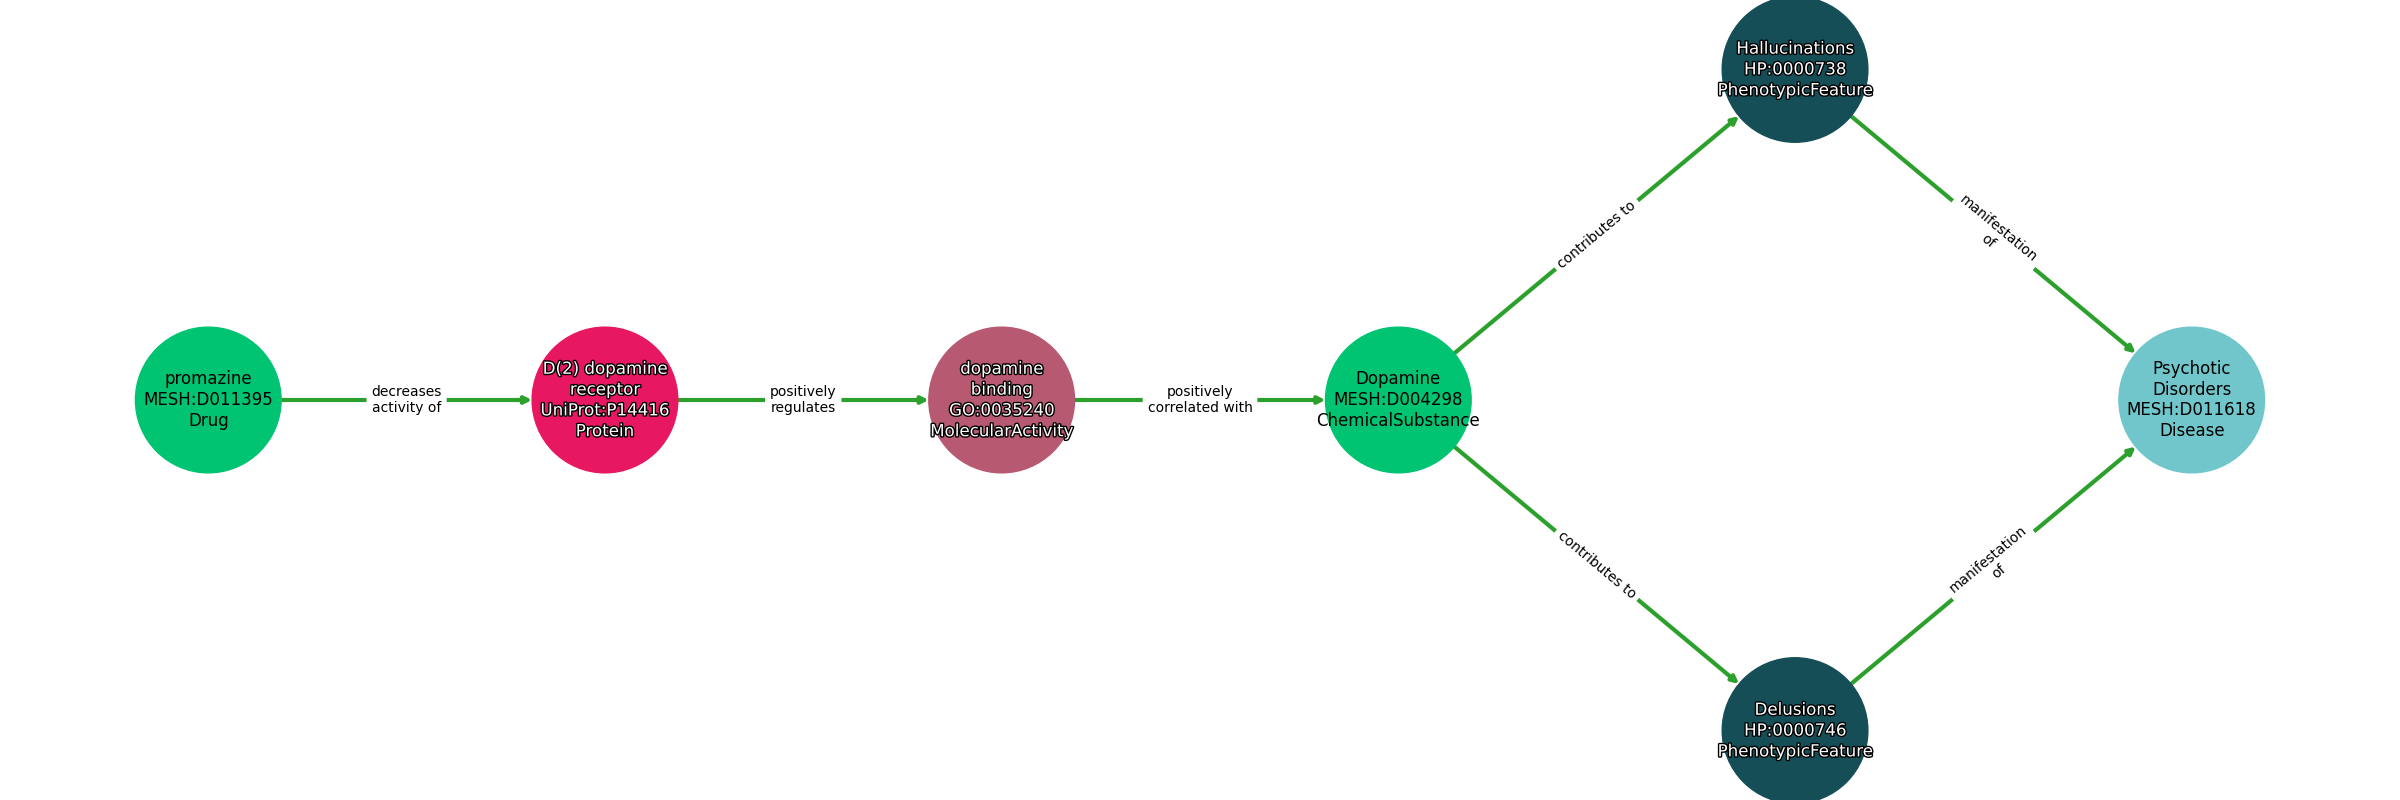 promazine
MESH:D011395
Drug
decreases
activity of
D(2) dopamine
receptor
UniProt:P14416
Protein
positively
regulates
dopamine
binding
GO:0035240
MolecularActivity
positively
correlated with
Dopamine
MESH:D004298
ChemicalSubstance
contributes to
Hallucinations
HP:0000738
PhenotypicFeature
manifestation
of
contributes to
Delusions
HP:0000746
PhenotypicFeature
manifestation
of
Psychotic
Disorders
MESH:D011618
Disease